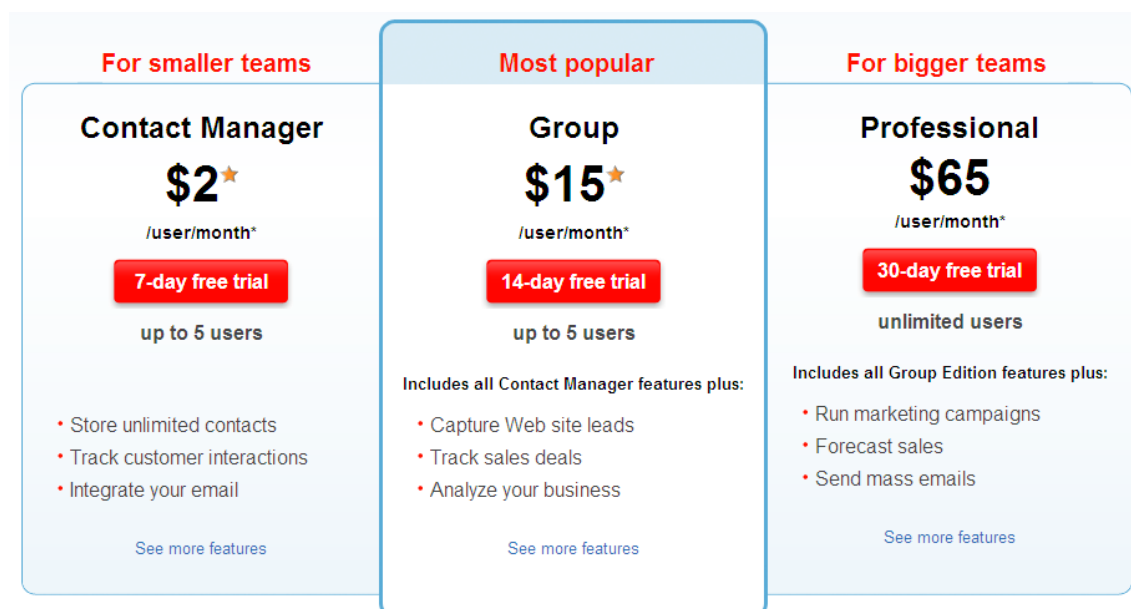 For smaller teams
Contact Manager
$2
/user/month*
7-day free trial
up to 5 users
• Store unlimited contacts
• Track customer interactions
• Integrate your email
See more features
Most popular
Group
$15
/user/month*
14-day free trial
up to 5 users
Includes all Contact Manager features plus:
• Capture Web site leads
• Track sales deals
• Analyze your business
See more features
For bigger teams
Professional
$65
/user/month*
30-day free trial
unlimited users
Includes all Group Edition features plus:
• Run marketing campaigns
• Forecast sales
• Send mass emails
See more features